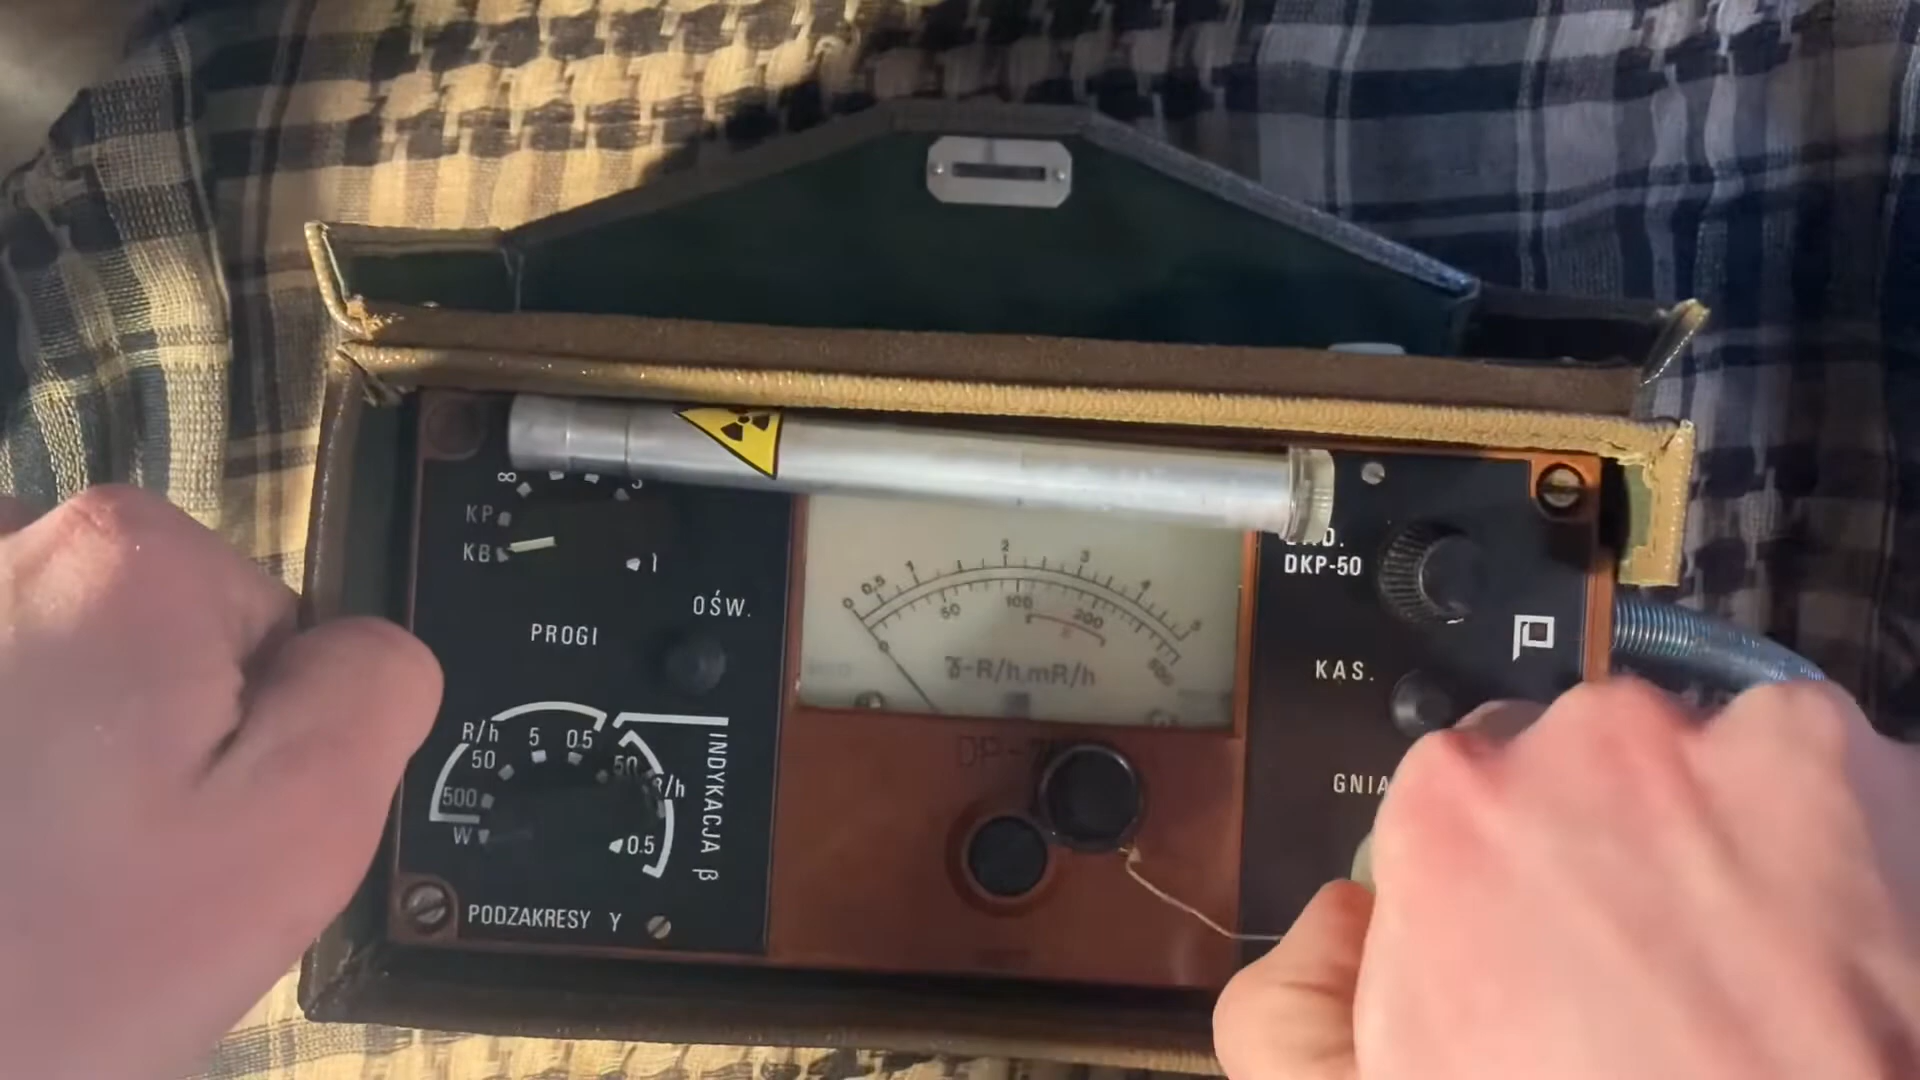 ∞
KP
KB
1
OŚW.
PROGI
R/h
50
5
0.5
50
500
W
0.5
INDYKACJA β
PODZAKRESY γ
0 0.5 1 2 3 4 5
0 50 100 200 500
γ-R/h, mR/h
DKP-50
KAS.